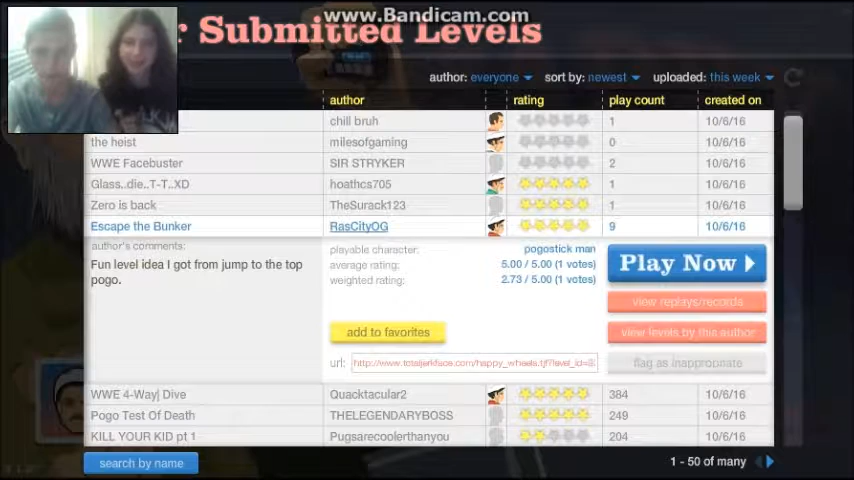 www.Bandicam.com
r Submitted Levels
author: everyone sort by: newest uploaded: this week
author rating play count created on
chill bruh 1 10/6/16
the heist milesofgaming 0 10/6/16
WWE Facebuster SIR STRYKER 2 10/6/16
Glass..die..T-T..XD hoathcs705 1 10/6/16
Zero is back TheSurack123 1 10/6/16
Escape the Bunker RasCityOG 9 10/6/16
author's comments:
Fun level idea I got from jump to the top
pogo.
playable character: pogostick man
average rating: 5.00 / 5.00 (1 votes)
weighted rating: 2.73 / 5.00 (1 votes)
add to favorites
url: http://www.totaljerkface.com/happy_wheels.tjf?level_id=
Play Now
view replays/records
view levels by this author
flag as inappropriate
WWE 4-Way| Dive Quacktacular2 384 10/6/16
Pogo Test Of Death THELEGENDARYBOSS 249 10/6/16
KILL YOUR KID pt 1 Pugsarecoolerthanyou 204 10/6/16
search by name
1 - 50 of many